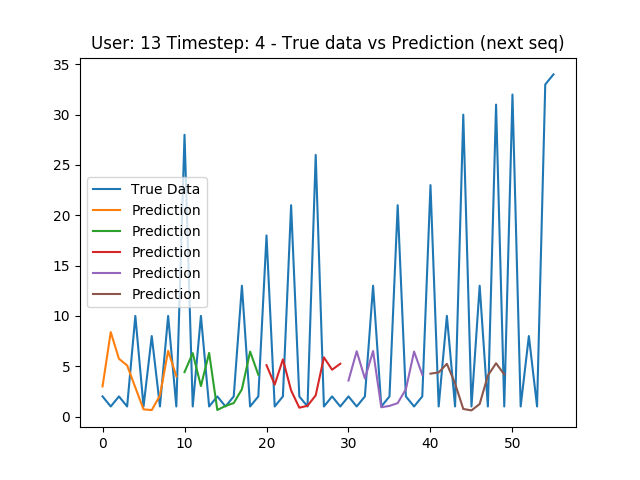 User: 13 Timestep: 4 - True data vs Prediction (next seq)
35
30
25
20
15
10
5
0
True Data
Prediction
Prediction
Prediction
Prediction
Prediction
0 10 20 30 40 50